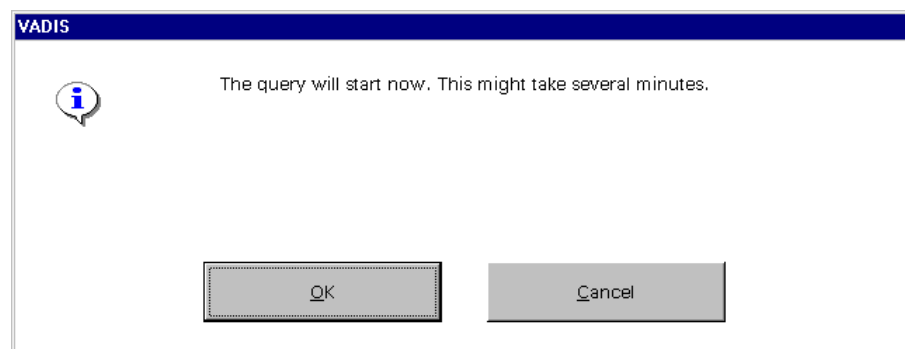 VADIS
The query will start now. This might take several minutes.
OK
Cancel